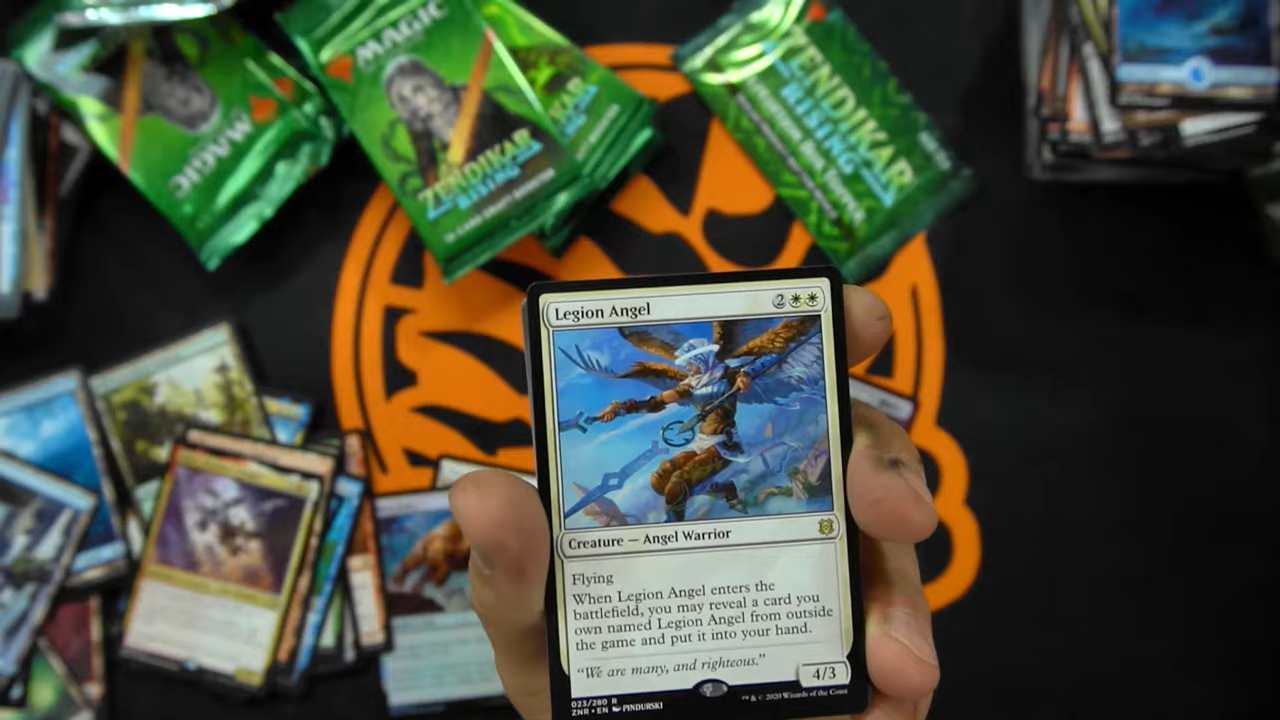 MAGIC
MAGIC
ZENDIKAR
RISING
ZENDIKAR
RISING
Legion Angel
2
Creature — Angel Warrior
Flying
When Legion Angel enters the
battlefield, you may reveal a card you
own named Legion Angel from outside
the game and put it into your hand.
“We are many, and righteous.”
4/3
023/280 R
ZNR • EN PINDURSKI
™ & © 2020 Wizards of the Coast